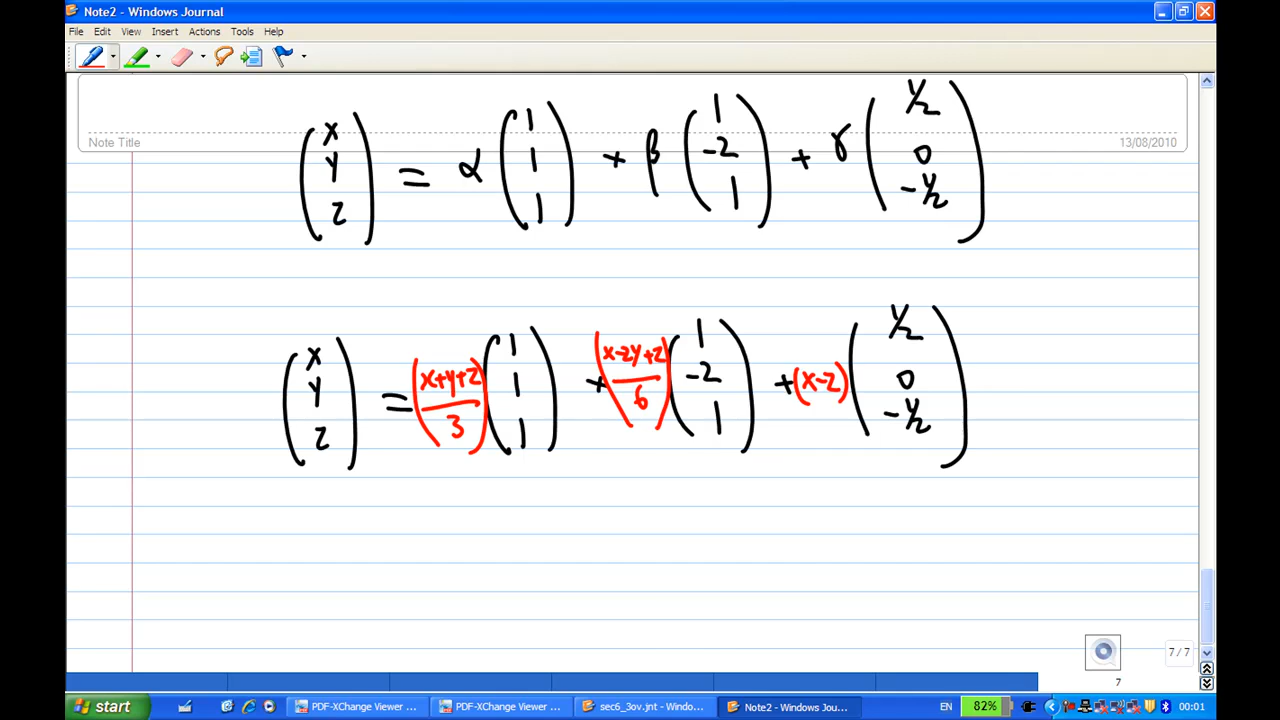 Note2 - Windows Journal
File Edit View Insert Actions Tools Help
Note Title
13/08/2010
(x y z) = α (1 1 1) + β (1 -2 1) + γ (1/2 0 -1/2)
(x y z) = (x+y+z)/3 (1 1 1) + (x-2y+z)/6 (1 -2 1) + (x-z) (1/2 0 -1/2)
7 / 7
7
start
PDF-XChange Viewer ...
PDF-XChange Viewer ...
sec6_3ov.jnt - Windo...
Note2 - Windows Jou...
EN
82%
00:01